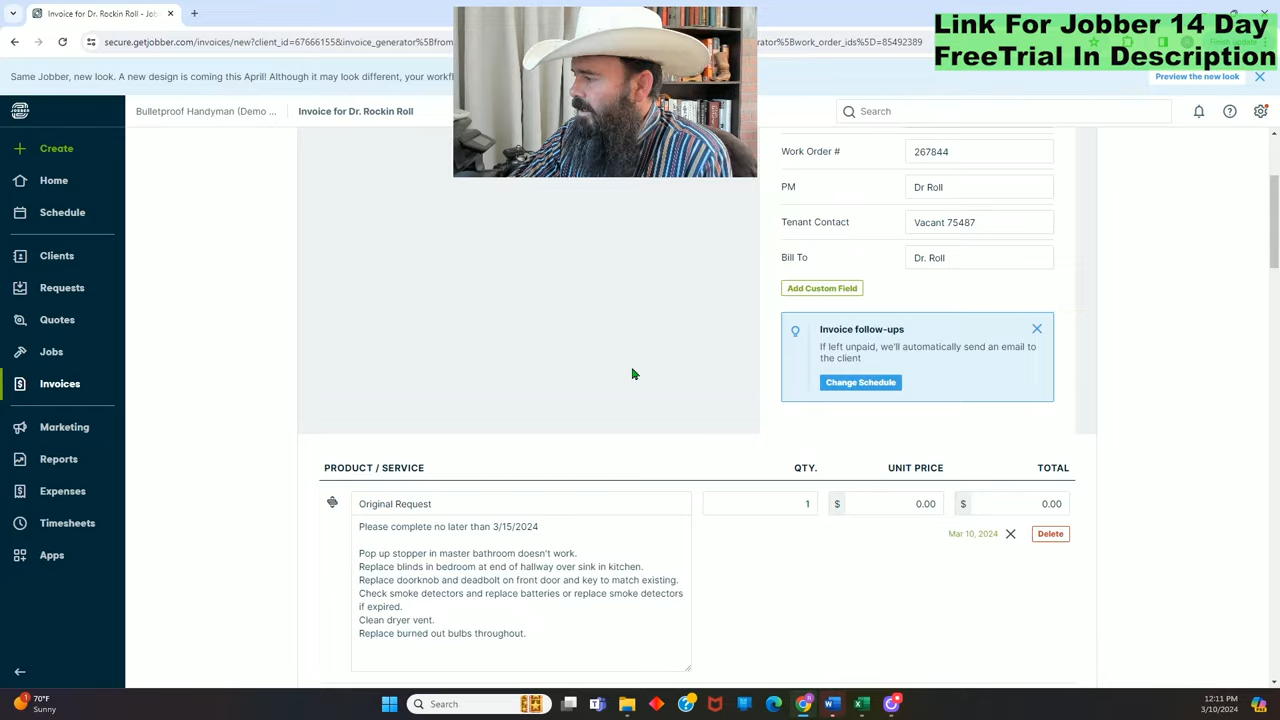 Invoice for Dr. Rockin Roll - Jobber
Link For Jobber 14 Day
FreeTrial In Description
secure.getjobber.com/invoices/new?client_id=67666155&invoice_generator%5Bfrom
rator%5Bwork_order_ids%5D=85492389
Finish update
Same Jobber, new look. A new design is coming this April! Although it may look different, your workfl
Preview the new look
Bulletproof Handyman (Demo ...
Invoice for Dr. Rockin Roll
Search
Create
Home
Schedule
Clients
Requests
Quotes
Jobs
Invoices
Marketing
Reports
Expenses
Timesheets
Apps
Work Order #
267844
PM
Dr Roll
Tenant Contact
Vacant 75487
Bill To
Dr. Roll
Add Custom Field
Invoice follow-ups
If left unpaid, we'll automatically send an email to
the client
Change Schedule
PRODUCT / SERVICE
QTY.
UNIT PRICE
TOTAL
Original Request
1
$ 0.00
$ 0.00
Please complete no later than 3/15/2024
Pop up stopper in master bathroom doesn't work.
Replace blinds in bedroom at end of hallway over sink in kitchen.
Replace doorknob and deadbolt on front door and key to match existing.
Check smoke detectors and replace batteries or replace smoke detectors
if expired.
Clean dryer vent.
Replace burned out bulbs throughout.
Mar 10, 2024
Delete
70°F
Sunny
Search
12:11 PM
3/10/2024